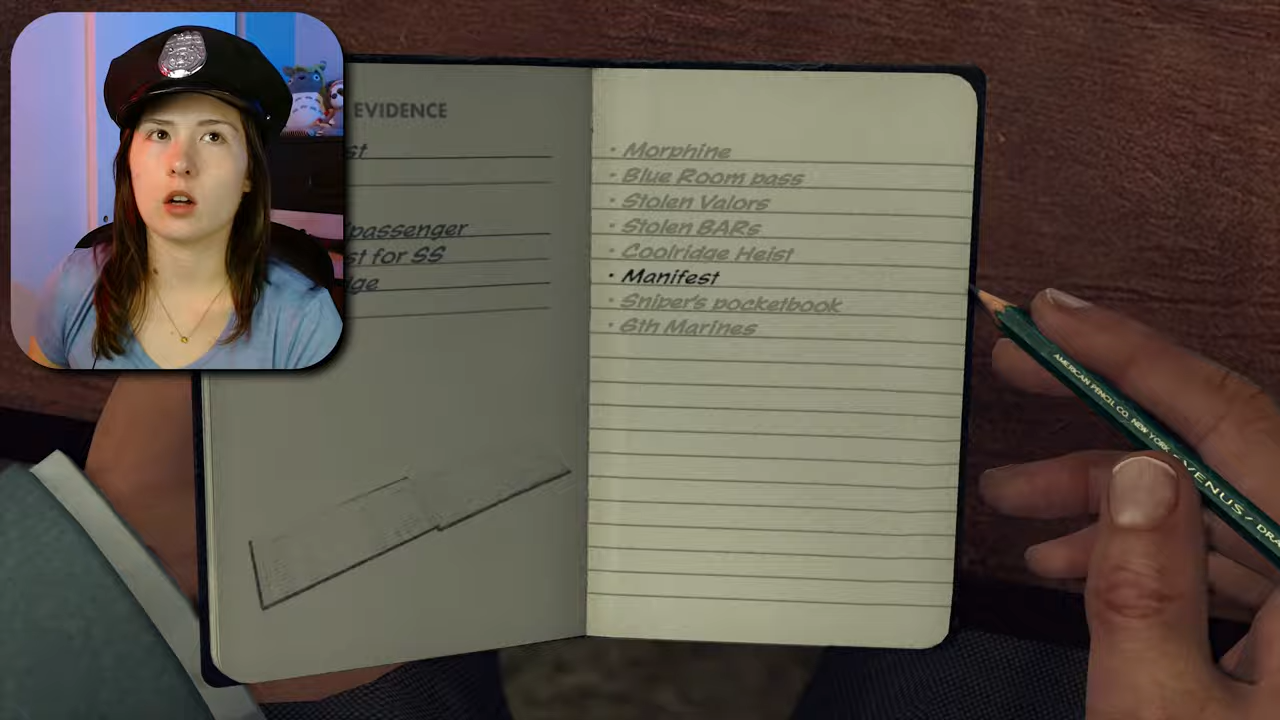 EVIDENCE
st
passenger
st for SS
ge
• Morphine
• Blue Room pass
• Stolen Valors
• Stolen BARs
• Coolridge Heist
• Manifest
• Sniper's pocketbook
• 6th Marines
AMERICAN PENCIL CO. NEW YORK
VENUS/DRA